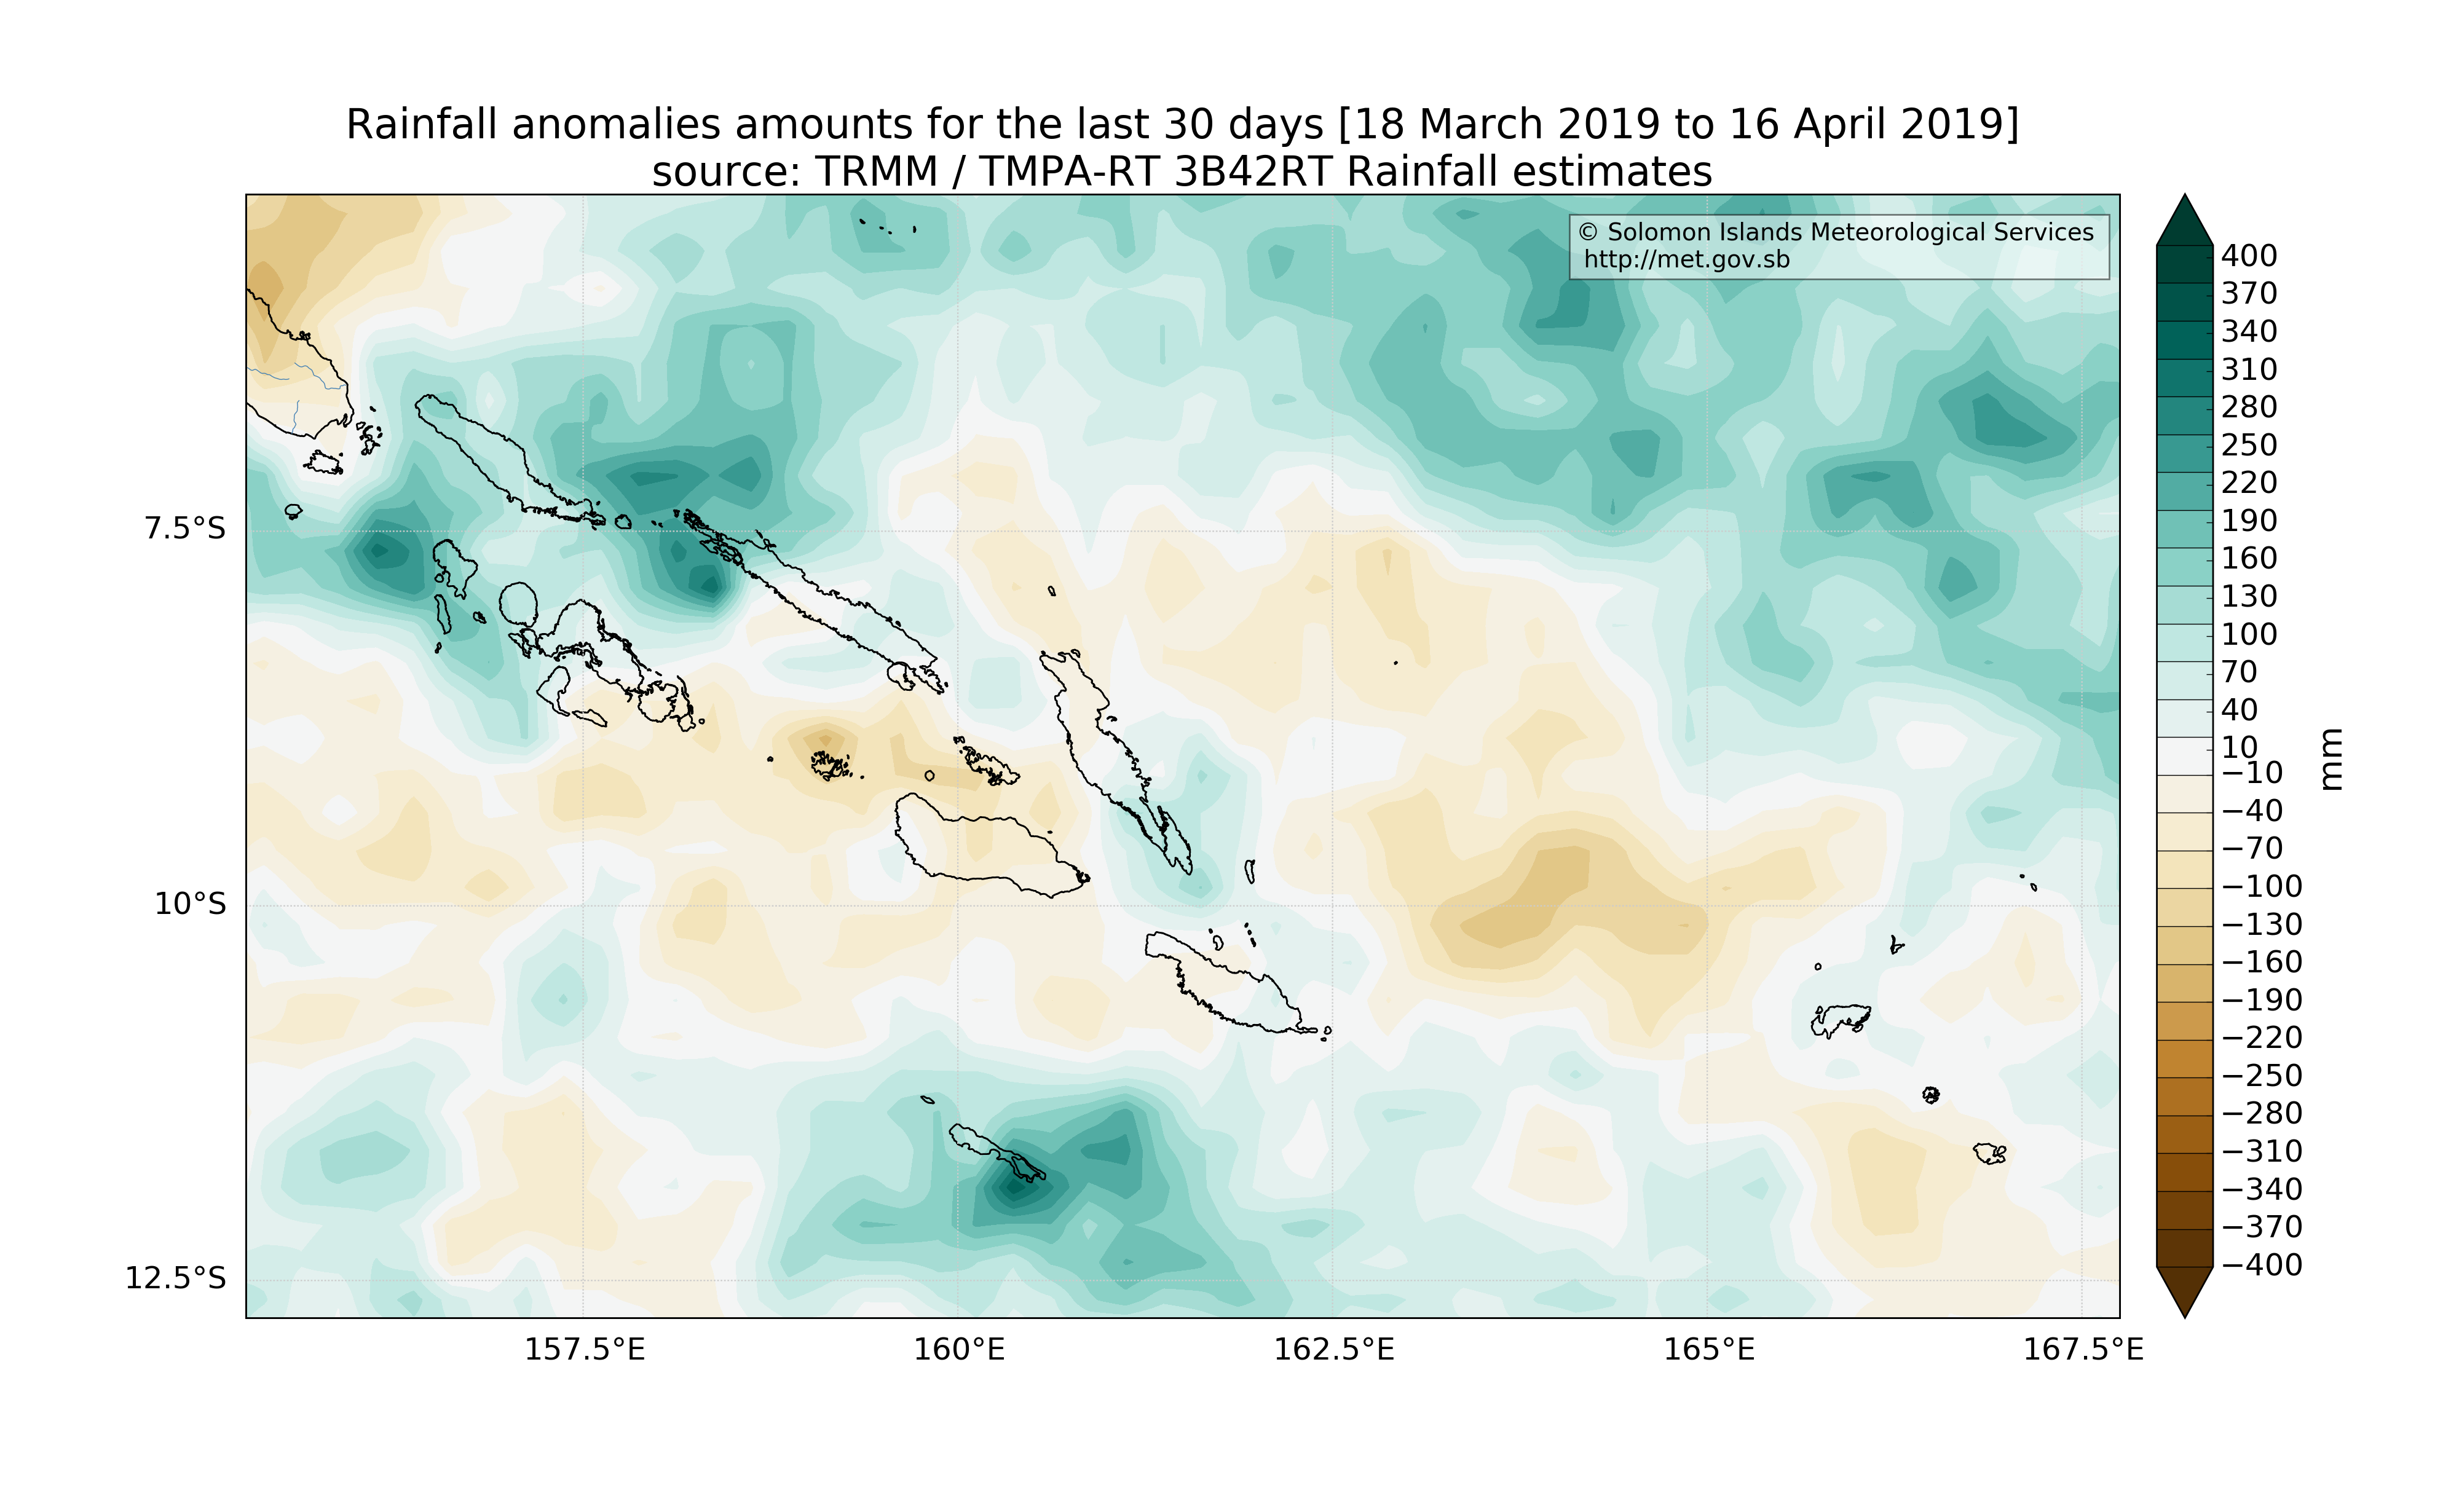 Rainfall anomalies amounts for the last 30 days [18 March 2019 to 16 April 2019]
source: TRMM / TMPA-RT 3B42RT Rainfall estimates
© Solomon Islands Meteorological Services
http://met.gov.sb
7.5°S
10°S
12.5°S
157.5°E
160°E
162.5°E
165°E
167.5°E
400
370
340
310
280
250
220
190
160
130
100
70
40
10
−10
−40
−70
−100
−130
−160
−190
−220
−250
−280
−310
−340
−370
−400
mm